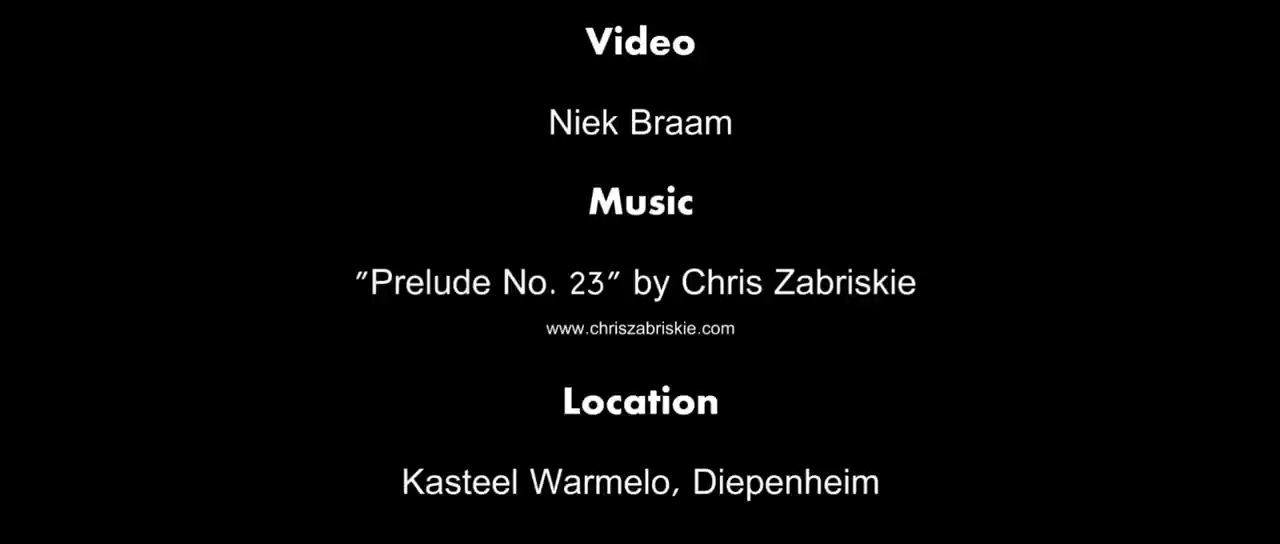 Video
Niek Braam
Music
"Prelude No. 23" by Chris Zabriskie
www.chriszabriskie.com
Location
Kasteel Warmelo, Diepenheim